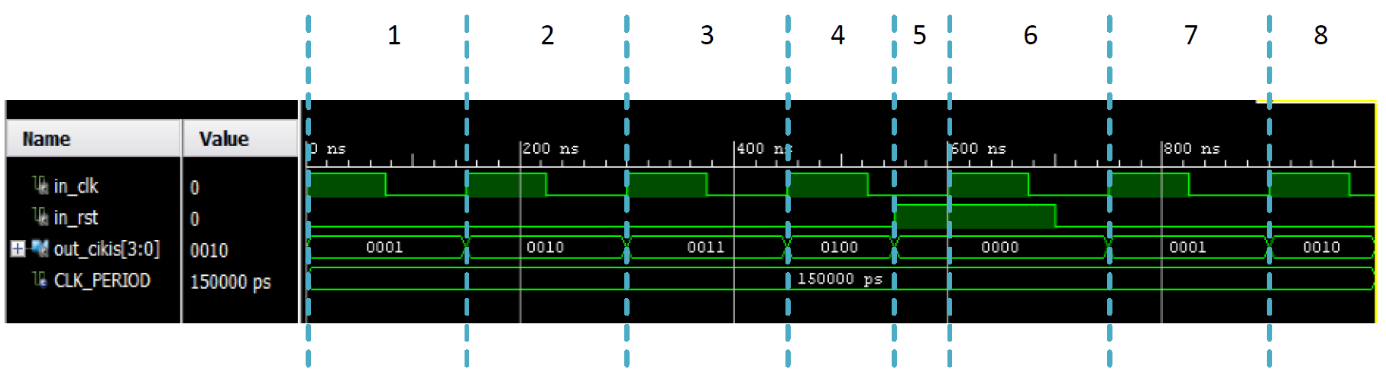 1 2 3 4 5 6 7 8
Name Value 0 ns 200 ns 400 ns 600 ns 800 ns
in_clk 0
in_rst 0
out_cikis[3:0] 0010 0001 0010 0011 0100 0000 0001 0010
CLK_PERIOD 150000 ps 150000 ps